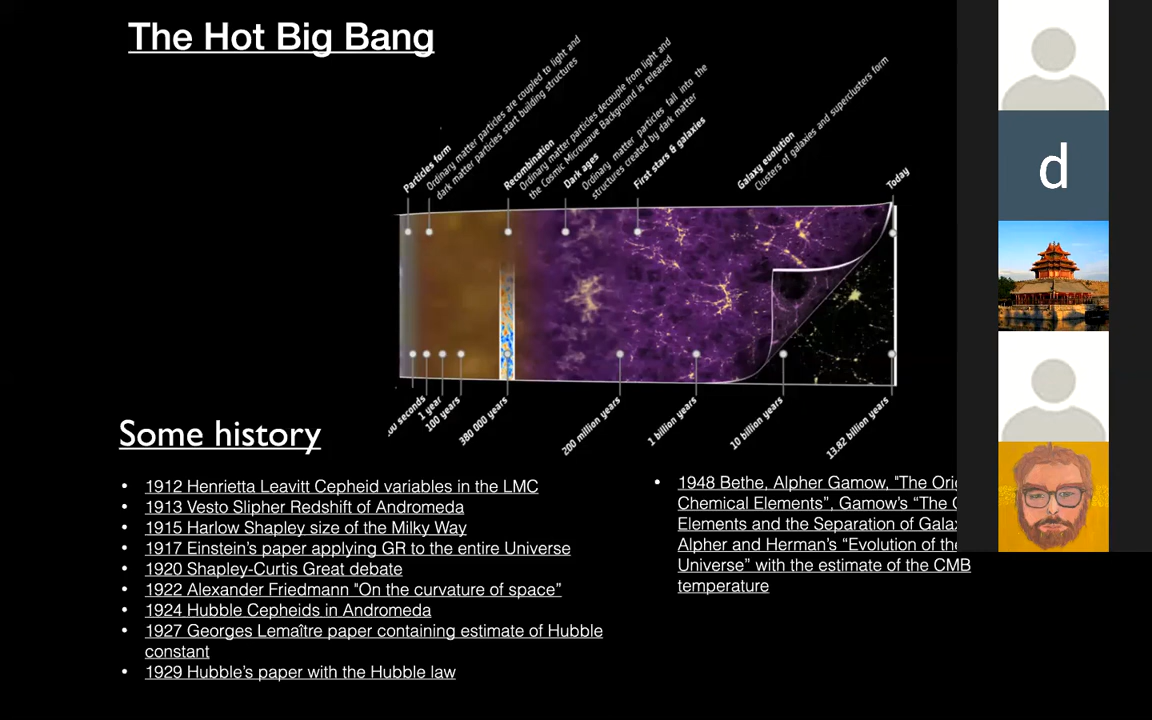 The Hot Big Bang
Particles form
Ordinary matter particles are coupled to light and
dark matter particles start building structures
Recombination
Ordinary matter particles decouple from light and
the Cosmic Microwave Background is released
Dark ages
Ordinary matter particles fall into the
structures created by dark matter
First stars & galaxies
Galaxy evolution
Clusters of galaxies and superclusters form
Today
d
seconds
1 year
100 years
380 000 years
200 million years
1 billion years
10 billion years
13.82 billion years
Some history
• 1912 Henrietta Leavitt Cepheid variables in the LMC
• 1913 Vesto Slipher Redshift of Andromeda
• 1915 Harlow Shapley size of the Milky Way
• 1917 Einstein’s paper applying GR to the entire Universe
• 1920 Shapley-Curtis Great debate
• 1922 Alexander Friedmann "On the curvature of space”
• 1924 Hubble Cepheids in Andromeda
• 1927 Georges Lemaître paper containing estimate of Hubble
constant
• 1929 Hubble’s paper with the Hubble law
• 1948 Bethe, Alpher Gamow, "The
Chemical Elements”, Gamow’s “The
Elements and the Separation of
Alpher and Herman’s “Evolution of the
Universe” with the estimate of the CMB
temperature